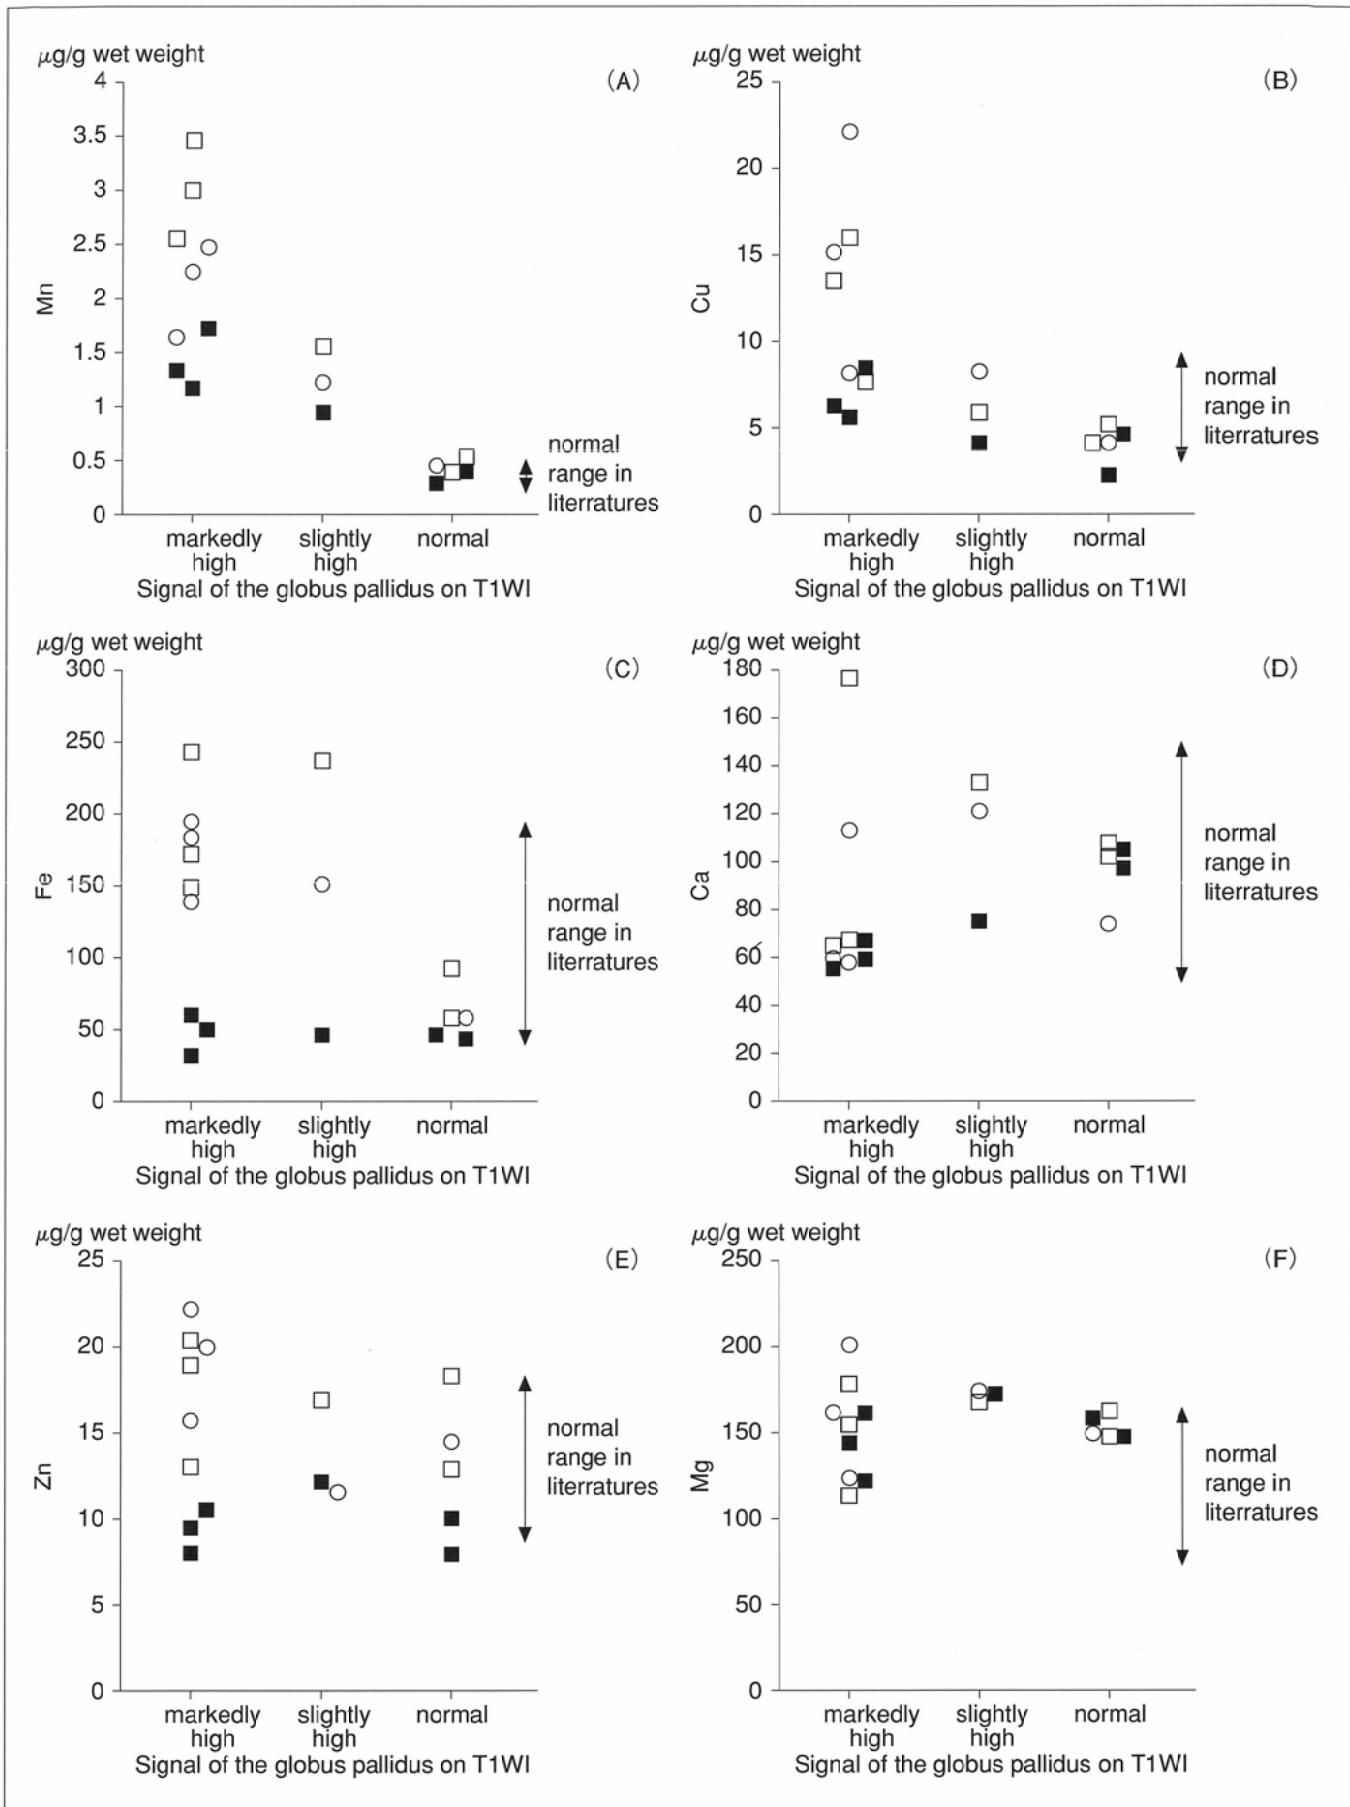 μg/g wet weight
(A)
4
3.5
3
2.5
2
1.5
1
0.5
0
Mn
normal
range in
literratures
markedly
high
slightly
high
normal
Signal of the globus pallidus on T1WI
μg/g wet weight
(B)
25
20
15
10
5
0
Cu
normal
range in
literratures
markedly
high
slightly
high
normal
Signal of the globus pallidus on T1WI
μg/g wet weight
(C)
300
250
200
150
100
50
0
Fe
normal
range in
literratures
markedly
high
slightly
high
normal
Signal of the globus pallidus on T1WI
μg/g wet weight
(D)
180
160
140
120
100
80
60
40
20
0
Ca
normal
range in
literratures
markedly
high
slightly
high
normal
Signal of the globus pallidus on T1WI
μg/g wet weight
(E)
25
20
15
10
5
0
Zn
normal
range in
literratures
markedly
high
slightly
high
normal
Signal of the globus pallidus on T1WI
μg/g wet weight
(F)
250
200
150
100
50
0
Mg
normal
range in
literratures
markedly
high
slightly
high
normal
Signal of the globus pallidus on T1WI